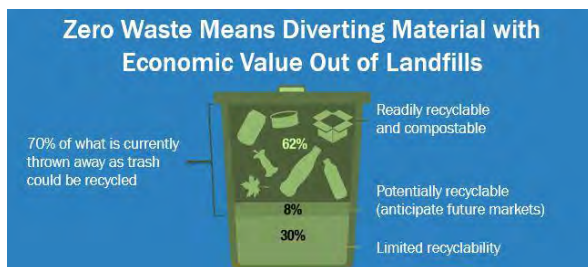 Zero Waste Means Diverting Material with
Economic Value Out of Landfills
70% of what is currently
thrown away as trash
could be recycled
62%
Readily recyclable
and compostable
8%
Potentially recyclable
(anticipate future markets)
30%
Limited recyclability